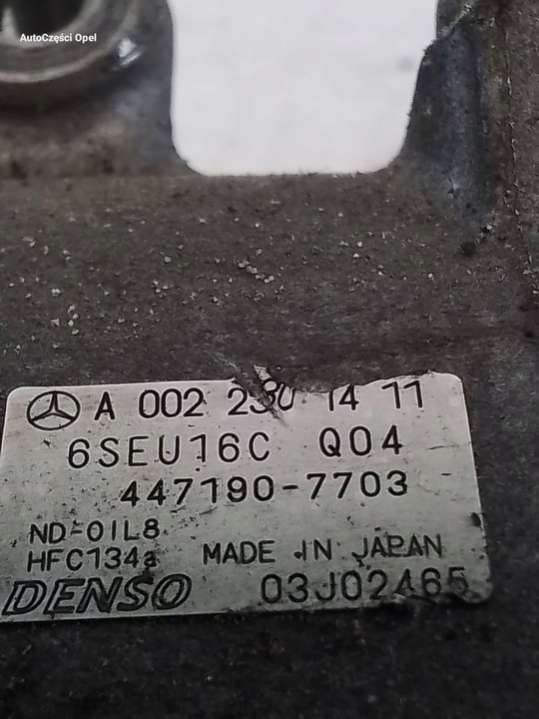 AutoCzęści Opel
A 002 230 14 11
6SEU16C Q04
447190-7703
ND-OIL8
HFC134a MADE IN JAPAN
DENSO 03J02465